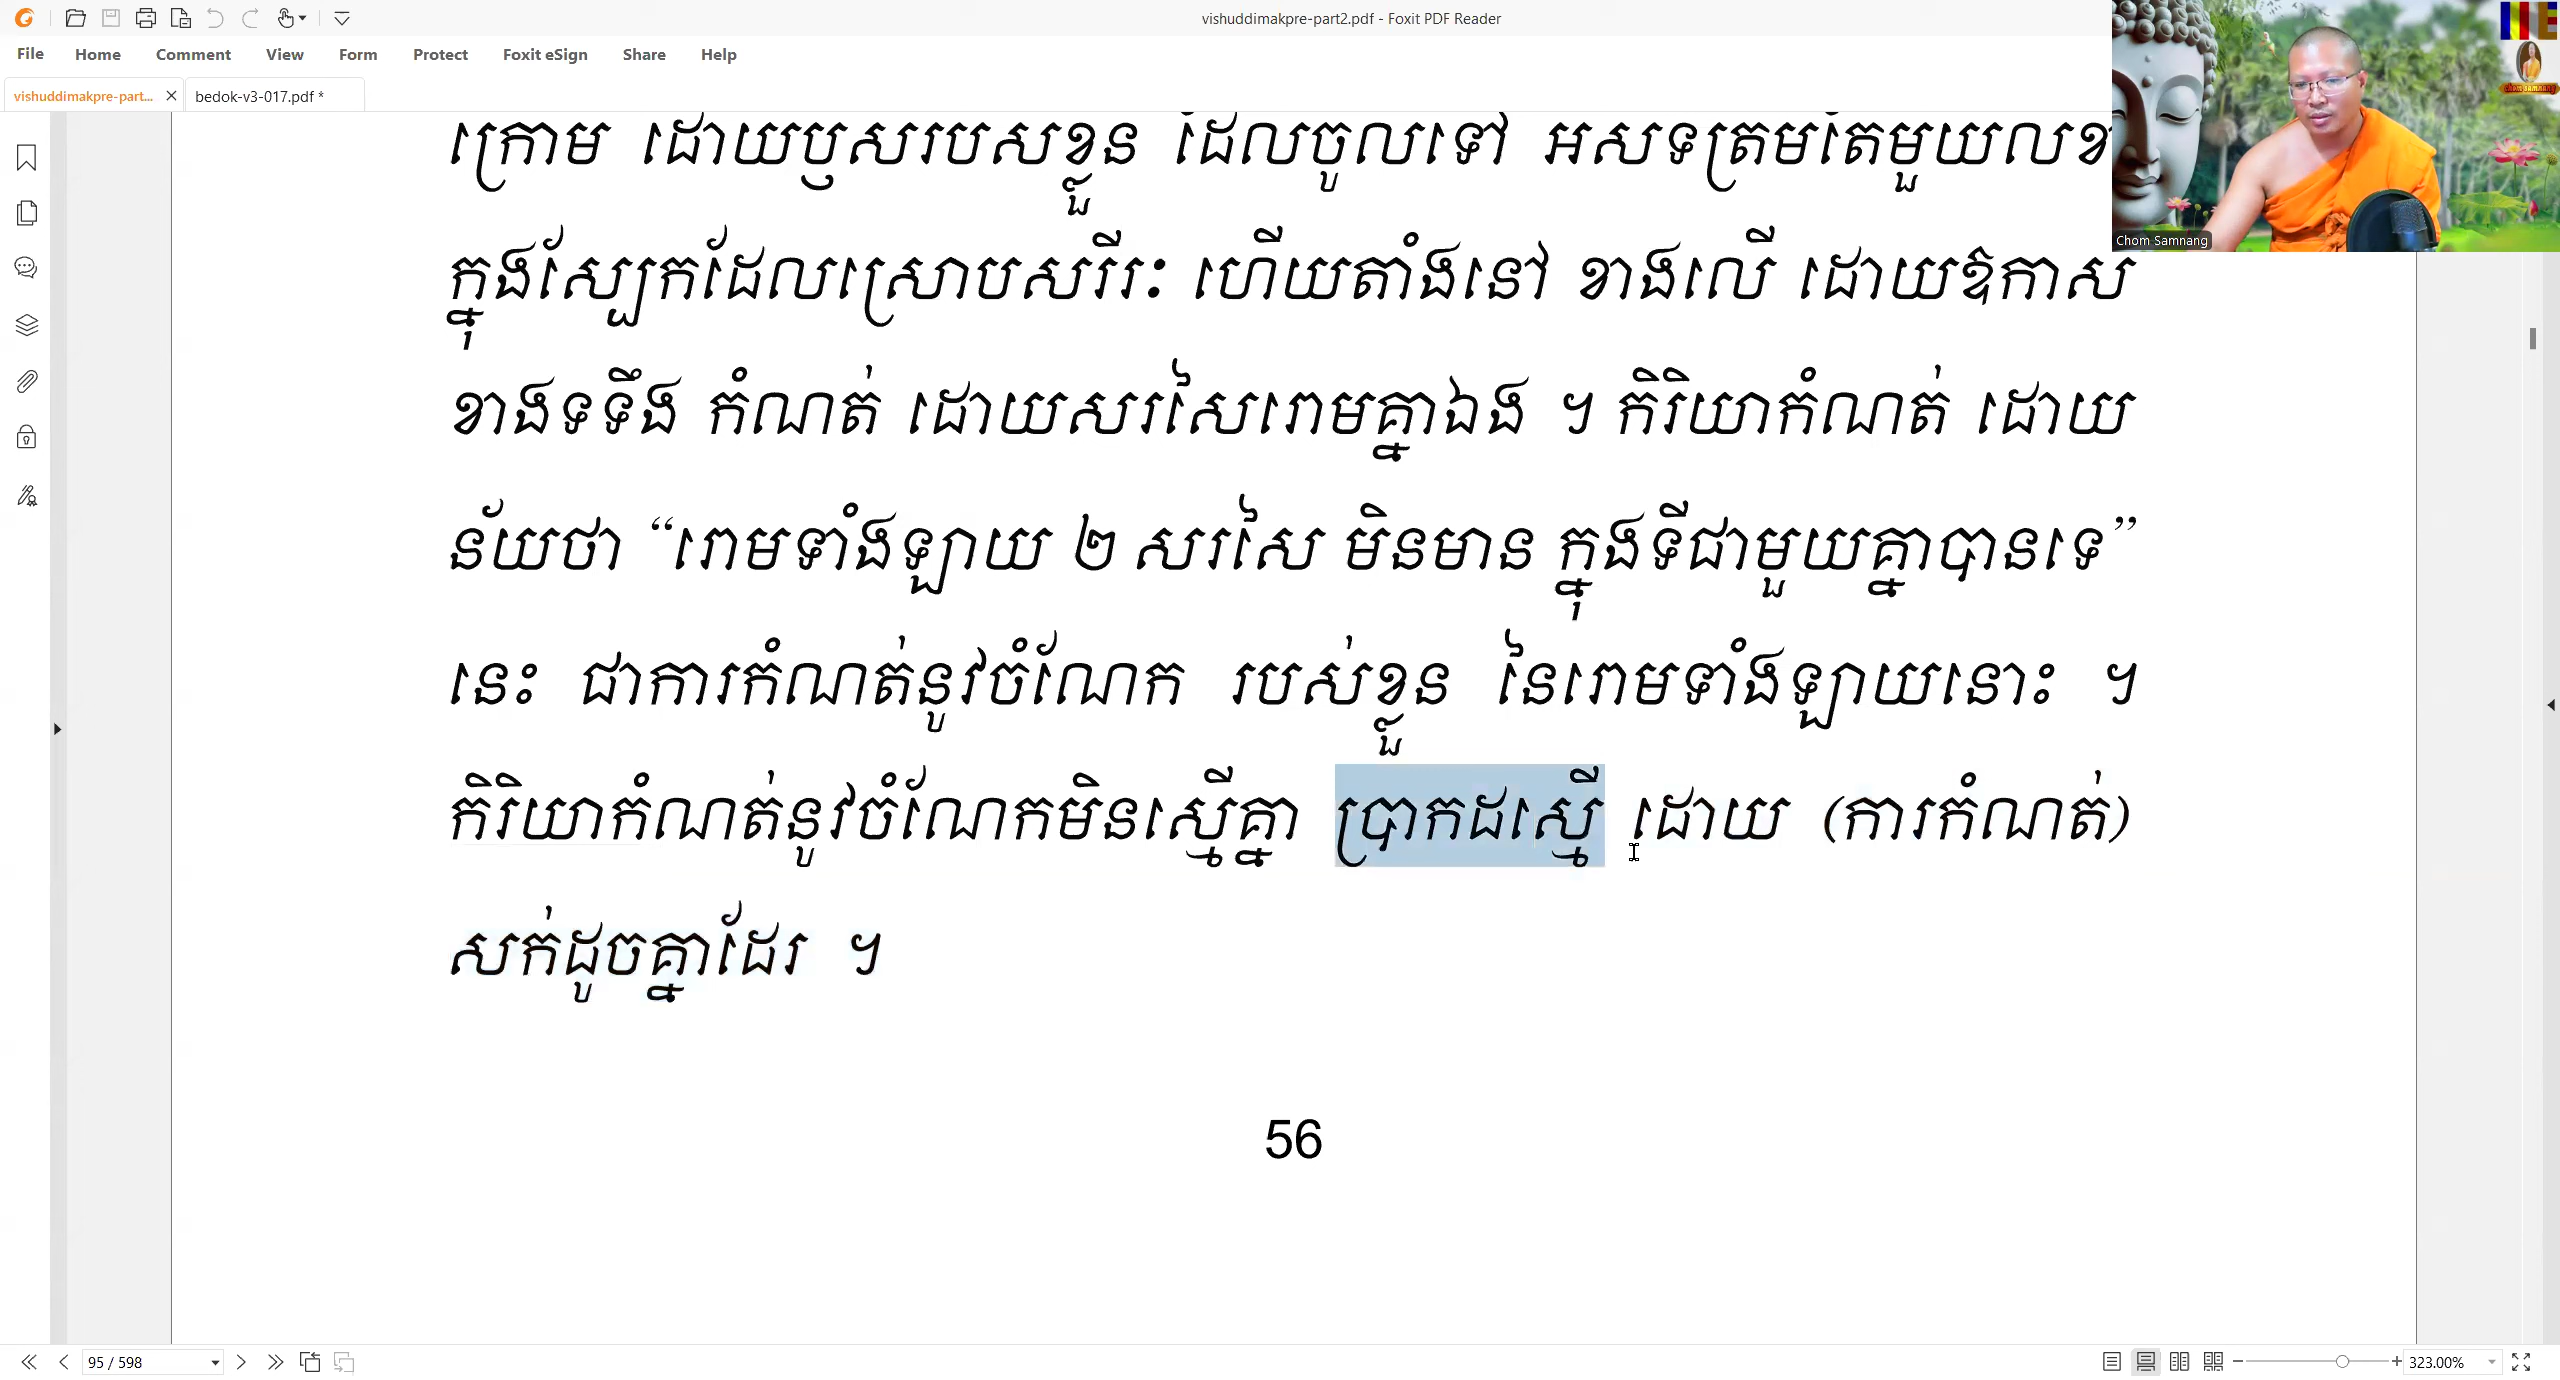 vishuddimakpre-part2.pdf - Foxit PDF Reader
File Home Comment View Form Protect Foxit eSign Share Help
vishuddimakpre-part... bedok-v3-017.pdf *
Chom Samnang
ក្រោម ដោយឫសរបសខ្លួន ដែលចូលទៅ អសទត្រមតែមួយលខ
ក្នុងស្បែកដែលស្រោបសរីរៈ ហើយតាំងនៅ ខាងលើ ដោយឱកាស
ខាងទទឹង កំណត់ ដោយសរសៃរោមគ្នាឯង ។ កិរិយាកំណត់ ដោយ
ន័យថា “រោមទាំងឡាយ ២ សរសៃ មិនមាន ក្នុងទីជាមួយគ្នាបានទេ”
នេះ ជាការកំណត់នូវចំណែក របស់ខ្លួន នៃរោមទាំងឡាយនោះ ។
កិរិយាកំណត់នូវចំណែកមិនស្មើគ្នា ប្រាកដស្មើ ដោយ (ការកំណត់)
សក់ដូចគ្នាដែរ ។
56
95 / 598 323.00%